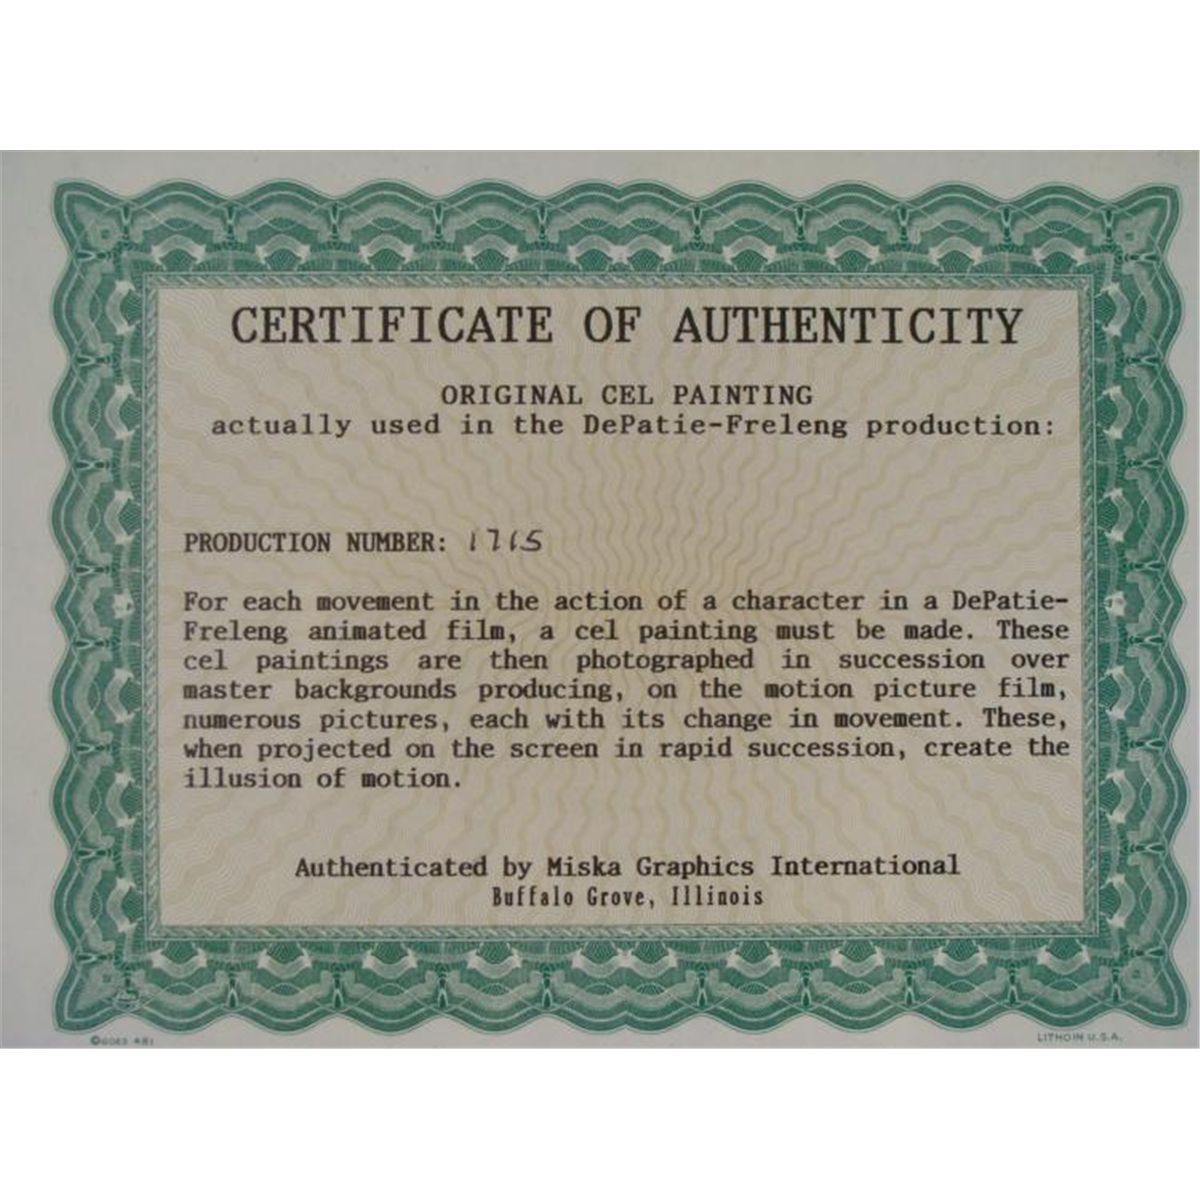 CERTIFICATE OF AUTHENTICITY
ORIGINAL CEL PAINTING
actually used in the DePatie-Freleng production:
PRODUCTION NUMBER: 1715
For each movement in the action of a character in a DePatie-
Freleng animated film, a cel painting must be made. These
cel paintings are then photographed in succession over
master backgrounds producing, on the motion picture film,
numerous pictures, each with its change in movement. These,
when projected on the screen in rapid succession, create the
illusion of motion.
Authenticated by Miska Graphics International
Buffalo Grove, Illinois
©GOES 481
LITHO IN U.S.A.